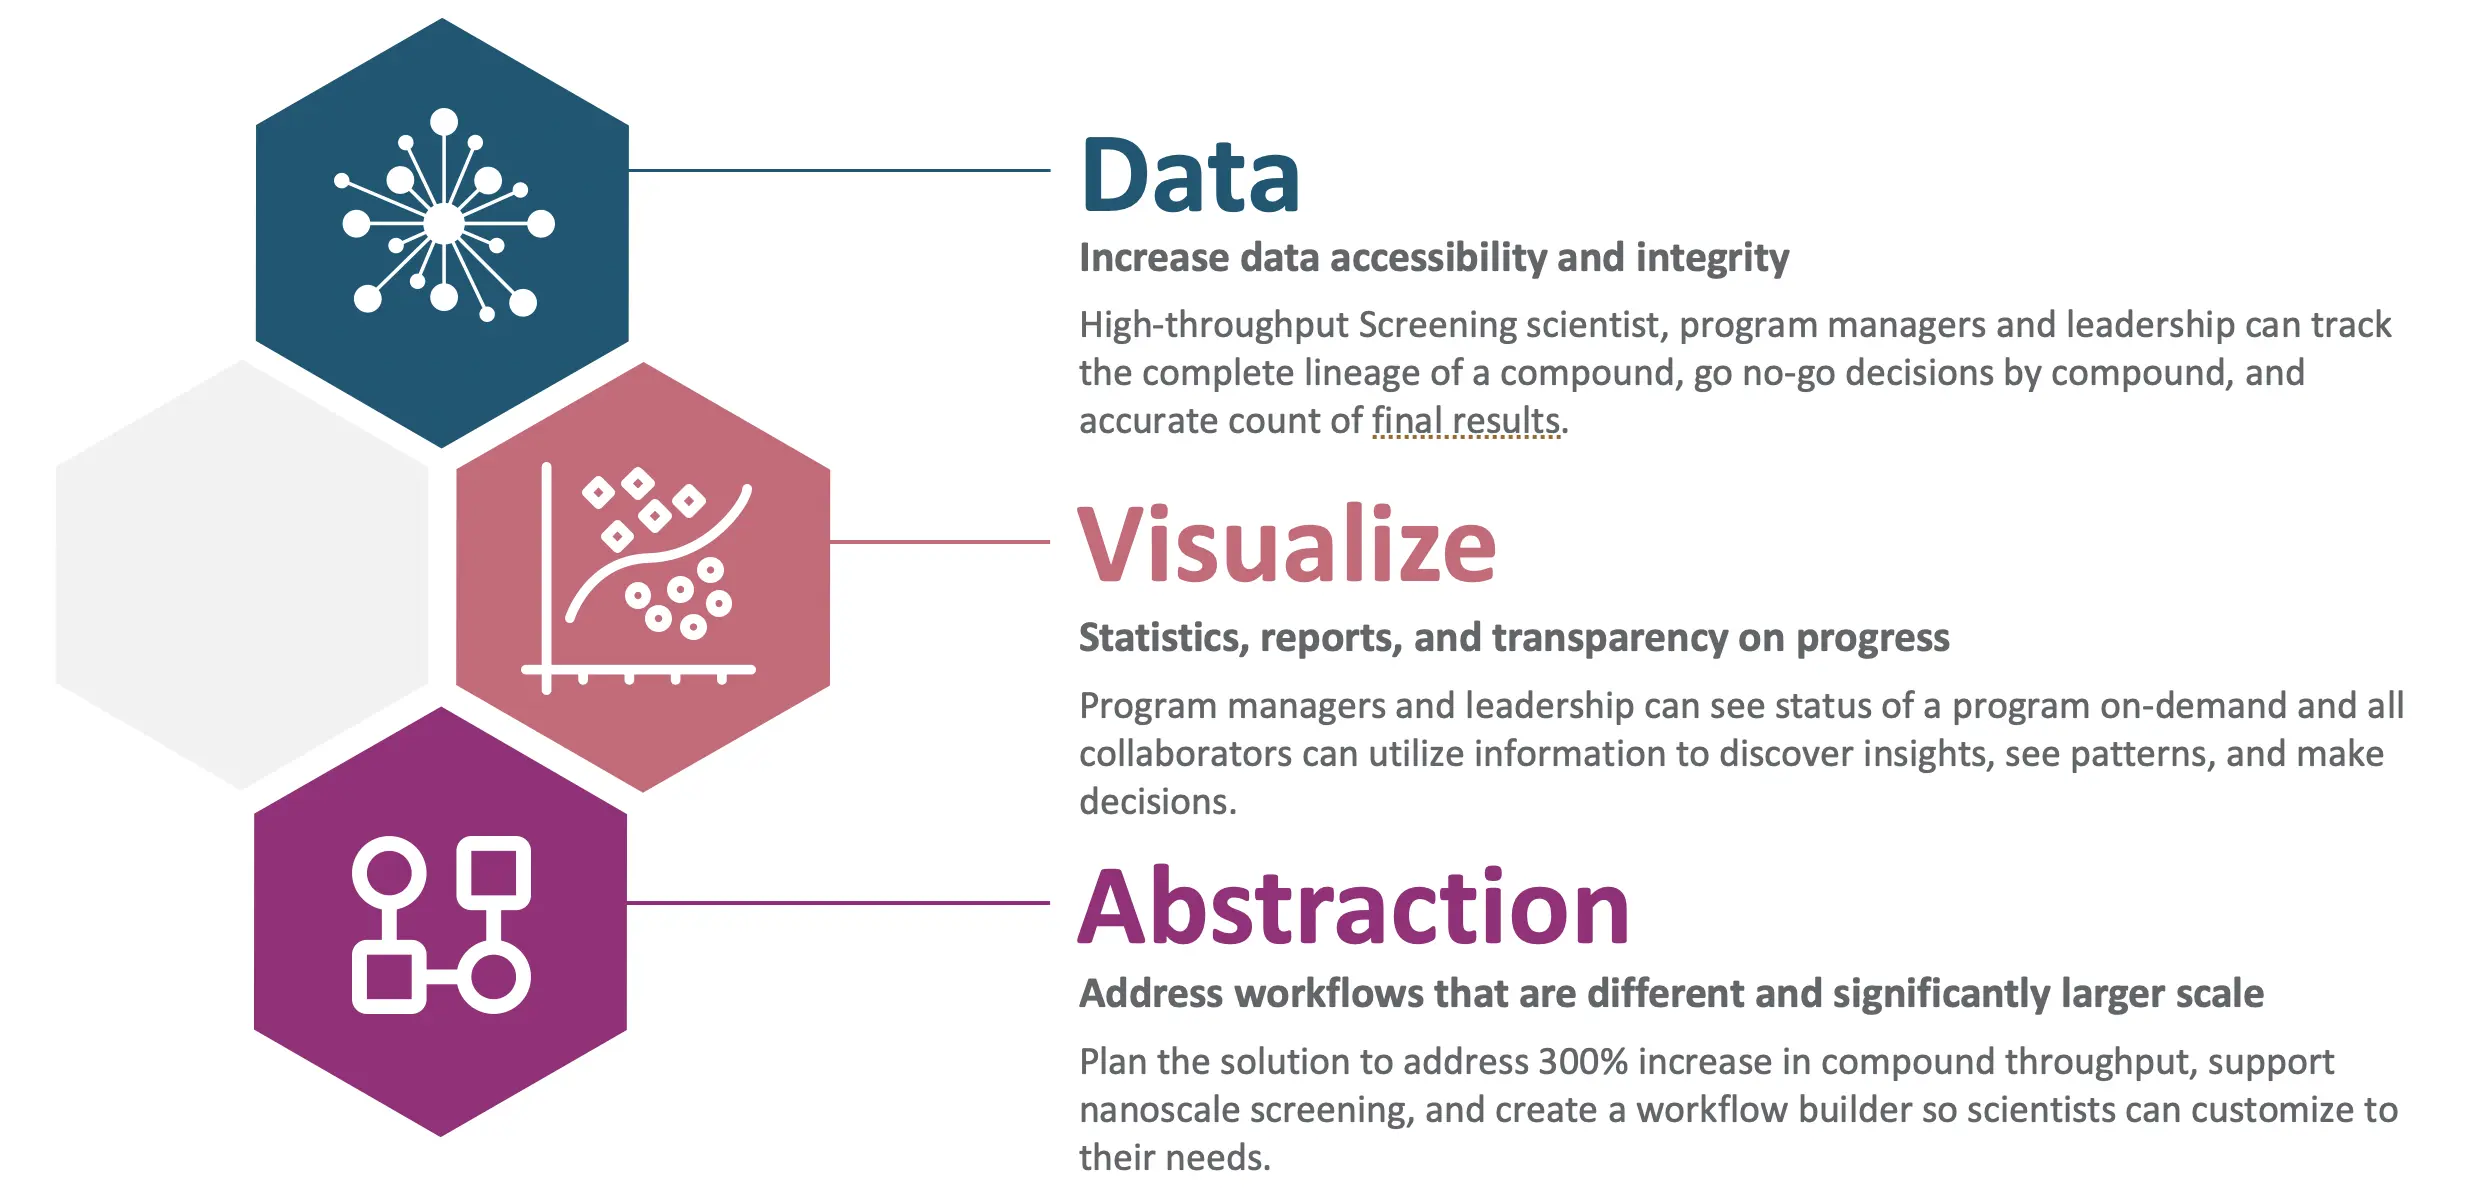 Data
Increase data accessibility and integrity
High-throughput Screening scientist, program managers and leadership can track
the complete lineage of a compound, go no-go decisions by compound, and
accurate count of final results.
Visualize
Statistics, reports, and transparency on progress
Program managers and leadership can see status of a program on-demand and all
collaborators can utilize information to discover insights, see patterns, and make
decisions.
Abstraction
Address workflows that are different and significantly larger scale
Plan the solution to address 300% increase in compound throughput, support
nanoscale screening, and create a workflow builder so scientists can customize to
their needs.